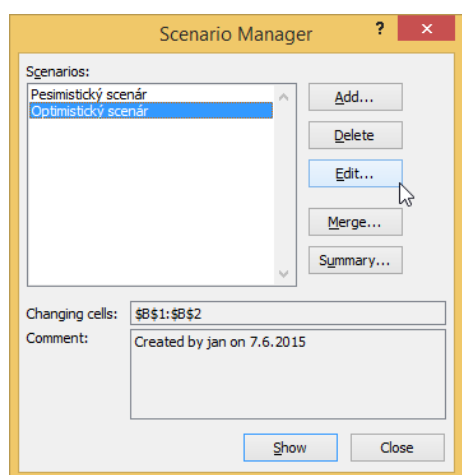 Scenario Manager
?
×
Scenarios:
Pesimistický scenár
Optimistický scenár
Add...
Delete
Edit...
Merge...
Summary...
Changing cells: $B$1:$B$2
Comment: Created by jan on 7.6.2015
Show Close